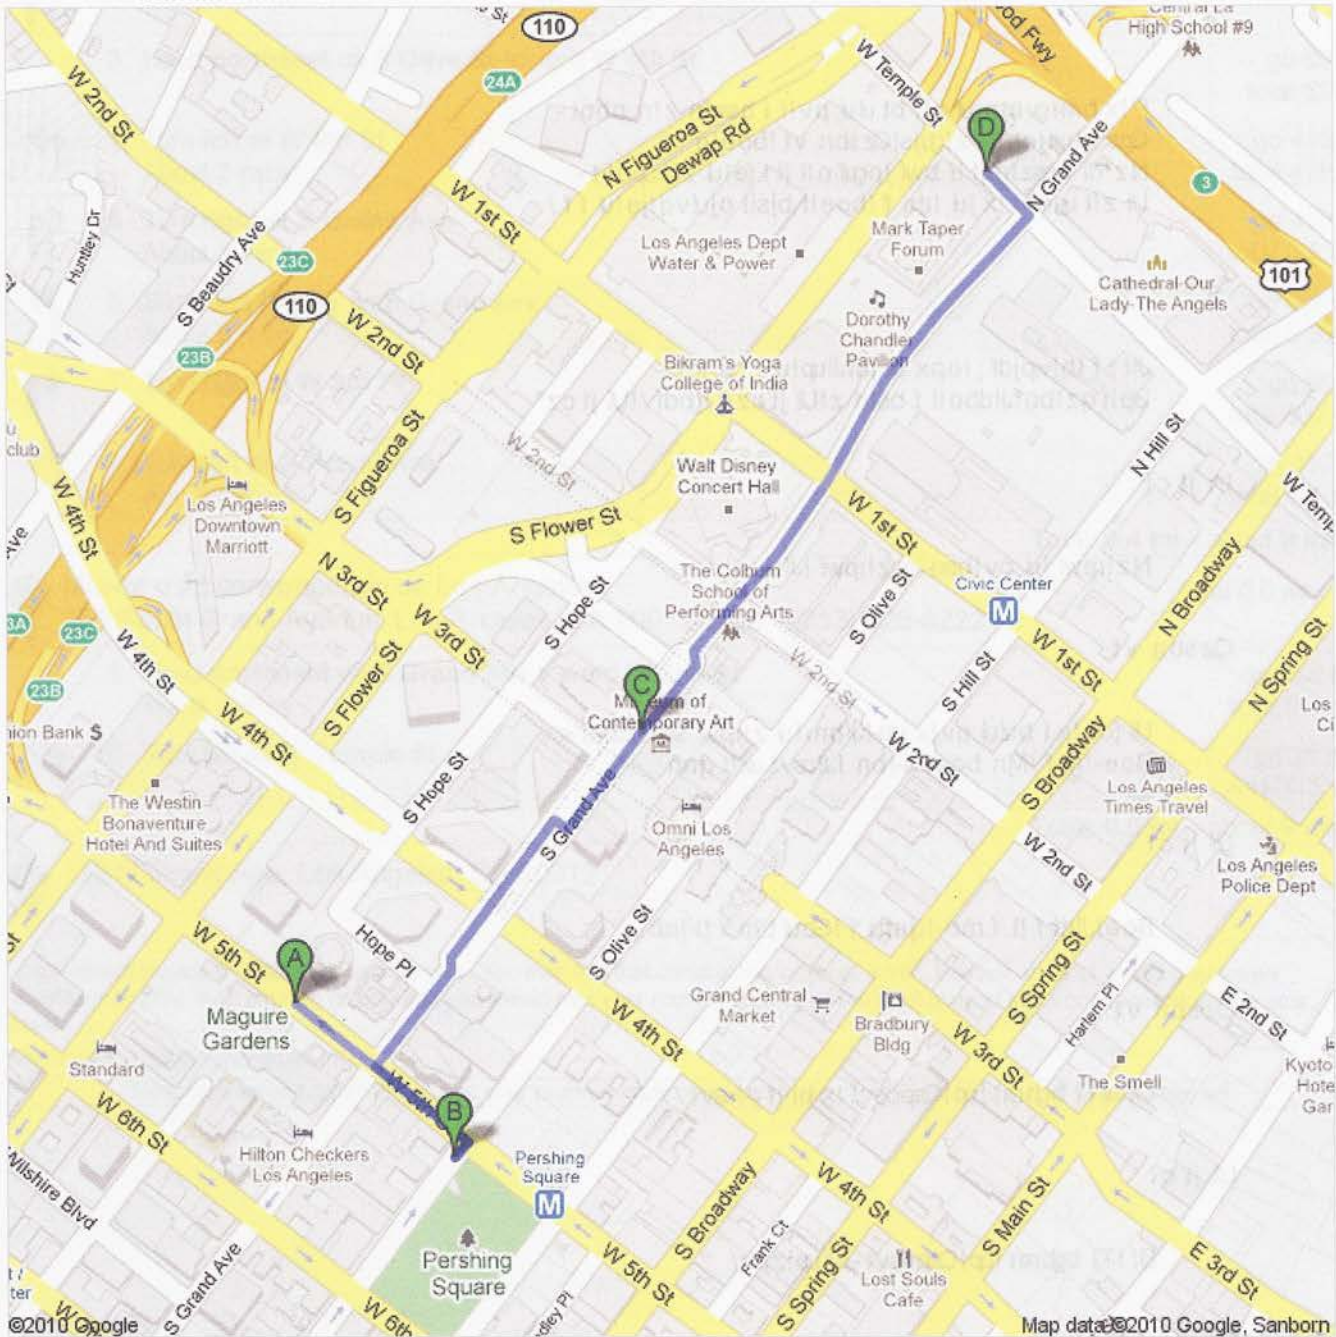 110
Central La
High School #9
24A
W Temple St
D
N Grand Ave
W 2nd St
N Figueroa St
Dewap Rd
3
W 1st St
Huntley Dr
S Beaudry Ave
23C
110
Los Angeles Dept
Water & Power
Mark Taper
Forum
Cathedral-Our
Lady-The Angels
101
23B
W 2nd St
Dorothy
Chandler
Pavilion
Bikram's Yoga
College of India
club
W 2nd St
N Hill St
Walt Disney
Concert Hall
W 4th St
Los Angeles
Downtown
Marriott
S Figueroa St
S Flower St
W 1st St
N 3rd St
S Hope St
The Colburn
School of
Performing Arts
S Olive St
Civic Center
M
N Broadway
23C
W 4th St
W 3rd St
W 1st St
N Spring St
S Flower St
W 2nd St
S Hill St
23B
C
Museum of
Contemporary Art
W 4th St
W 2nd St
S Broadway
S Hope St
Los Angeles
Times Travel
The Westin
Bonaventure
Hotel And Suites
S Grand Ave
Omni Los
Angeles
W 2nd St
Los Angeles
Police Dept
W 5th St
A
Hope Pl
S Olive St
S Spring St
Maguire
Gardens
Grand Central
Market
Bradbury
Bldg
Harlem Pl
E 2nd St
W 4th St
W 3rd St
Standard
The Smell
Kyoto
W 6th St
B
Hilton Checkers
Los Angeles
Pershing
Square
M
Wilshire Blvd
W 4th St
S Broadway
S Main St
Pershing
Square
Frank Ct
S Spring St
E 3rd St
S Grand Ave
W 5th St
Lost Souls
Cafe
W 6th
©2010 Google
Map data ©2010 Google, Sanborn